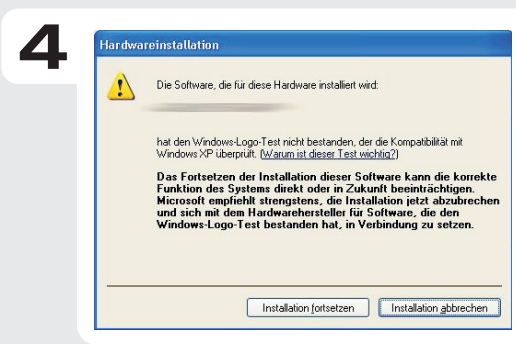 4
Hardwareinstallation
Die Software, die für diese Hardware installiert wird:
hat den Windows-Logo-Test nicht bestanden, der die Kompatibilität mit
Windows XP überprüft. (Warum ist dieser Test wichtig?)
Das Fortsetzen der Installation dieser Software kann die korrekte
Funktion des Systems direkt oder in Zukunft beeinträchtigen.
Microsoft empfiehlt strengstens, die Installation jetzt abzubrechen
und sich mit dem Hardwarehersteller für Software, die den
Windows-Logo-Test bestanden hat, in Verbindung zu setzen.
Installation fortsetzen
Installation abbrechen